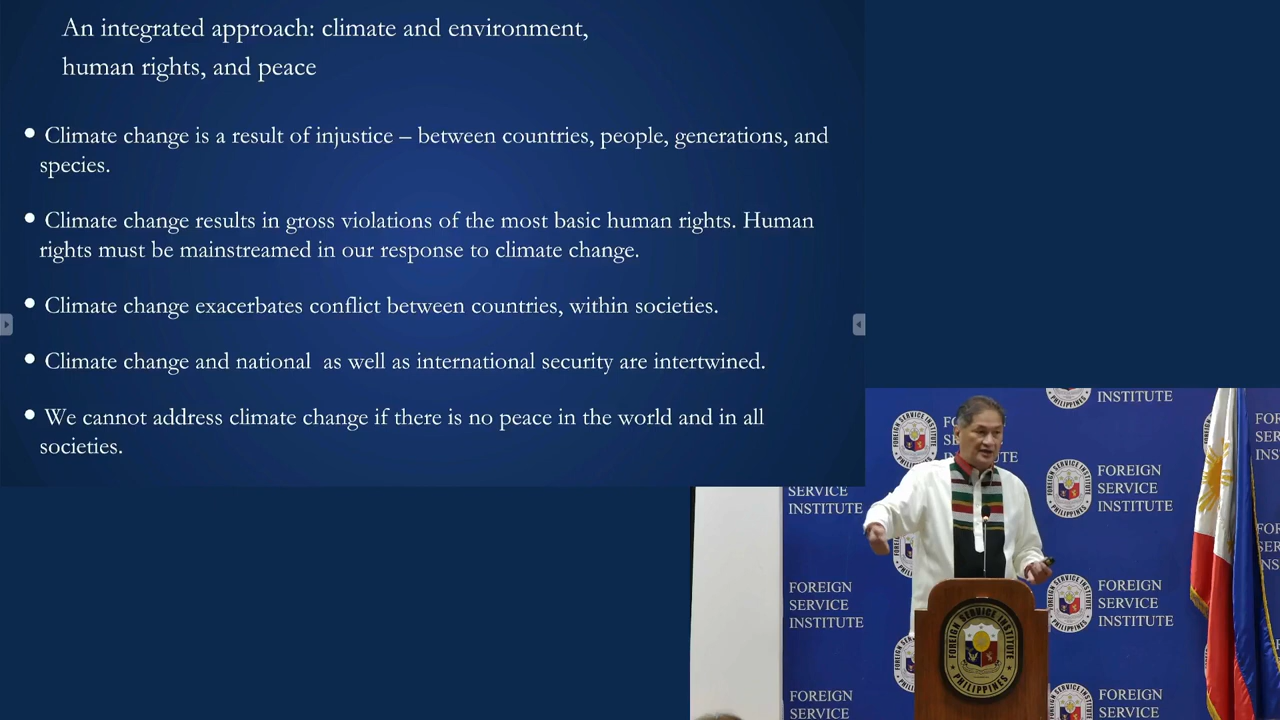 An integrated approach: climate and environment,
human rights, and peace
• Climate change is a result of injustice – between countries, people, generations, and
species.
• Climate change results in gross violations of the most basic human rights. Human
rights must be mainstreamed in our response to climate change.
• Climate change exacerbates conflict between countries, within societies.
• Climate change and national  as well as international security are intertwined.
• We cannot address climate change if there is no peace in the world and in all
societies.
INSTITUTE
FOREIGN
SERVICE
INSTITUTE
SERVICE
INSTITUTE
FOREIGN
SERVICE
INSTITUTE
FOREIGN
SERVICE
INSTITUTE
FOREIGN
SERVICE
FOREIGN
SERVICE
FOREIGN SERVICE INSTITUTE
PHILIPPINES